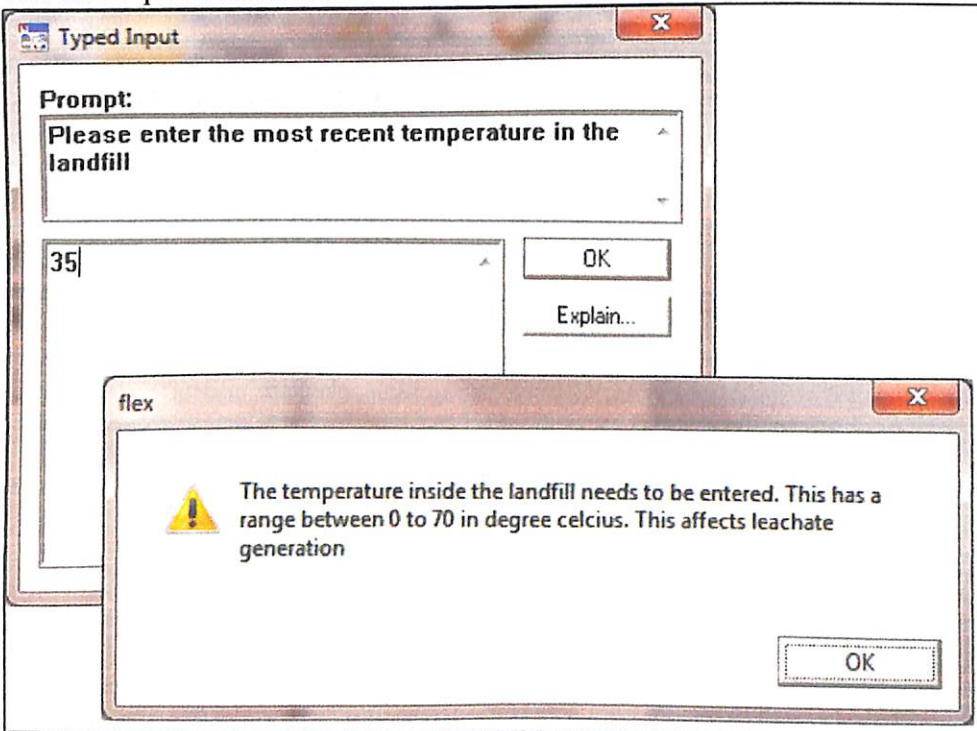 Typed Input
Prompt:
Please enter the most recent temperature in the
landfill
35
OK
Explain...
flex
The temperature inside the landfill needs to be entered. This has a
range between 0 to 70 in degree celcius. This affects leachate
generation
OK